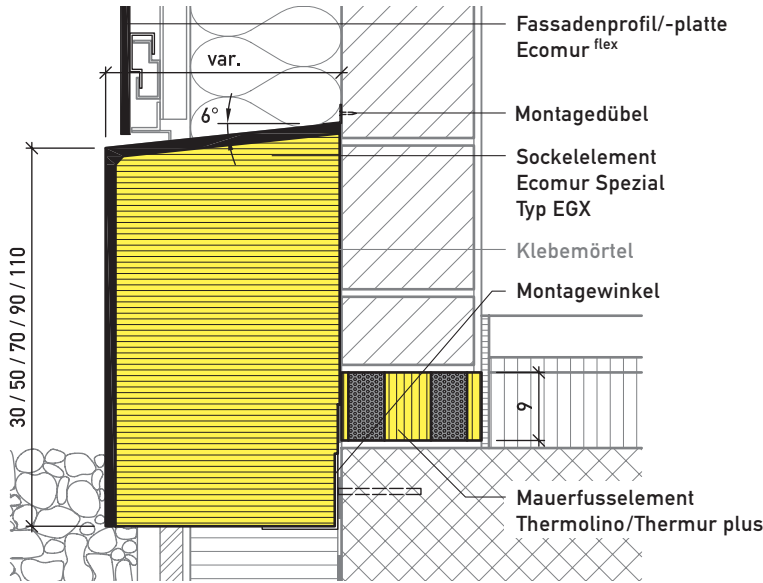 Fassadenprofil/-platte
Ecomur flex
var.
6°
Montagedübel
Sockelelement
Ecomur Spezial
Typ EGX
Klebemörtel
Montagewinkel
30 / 50 / 70 / 90 / 110
9
Mauerfusselement
Thermolino/Thermur plus